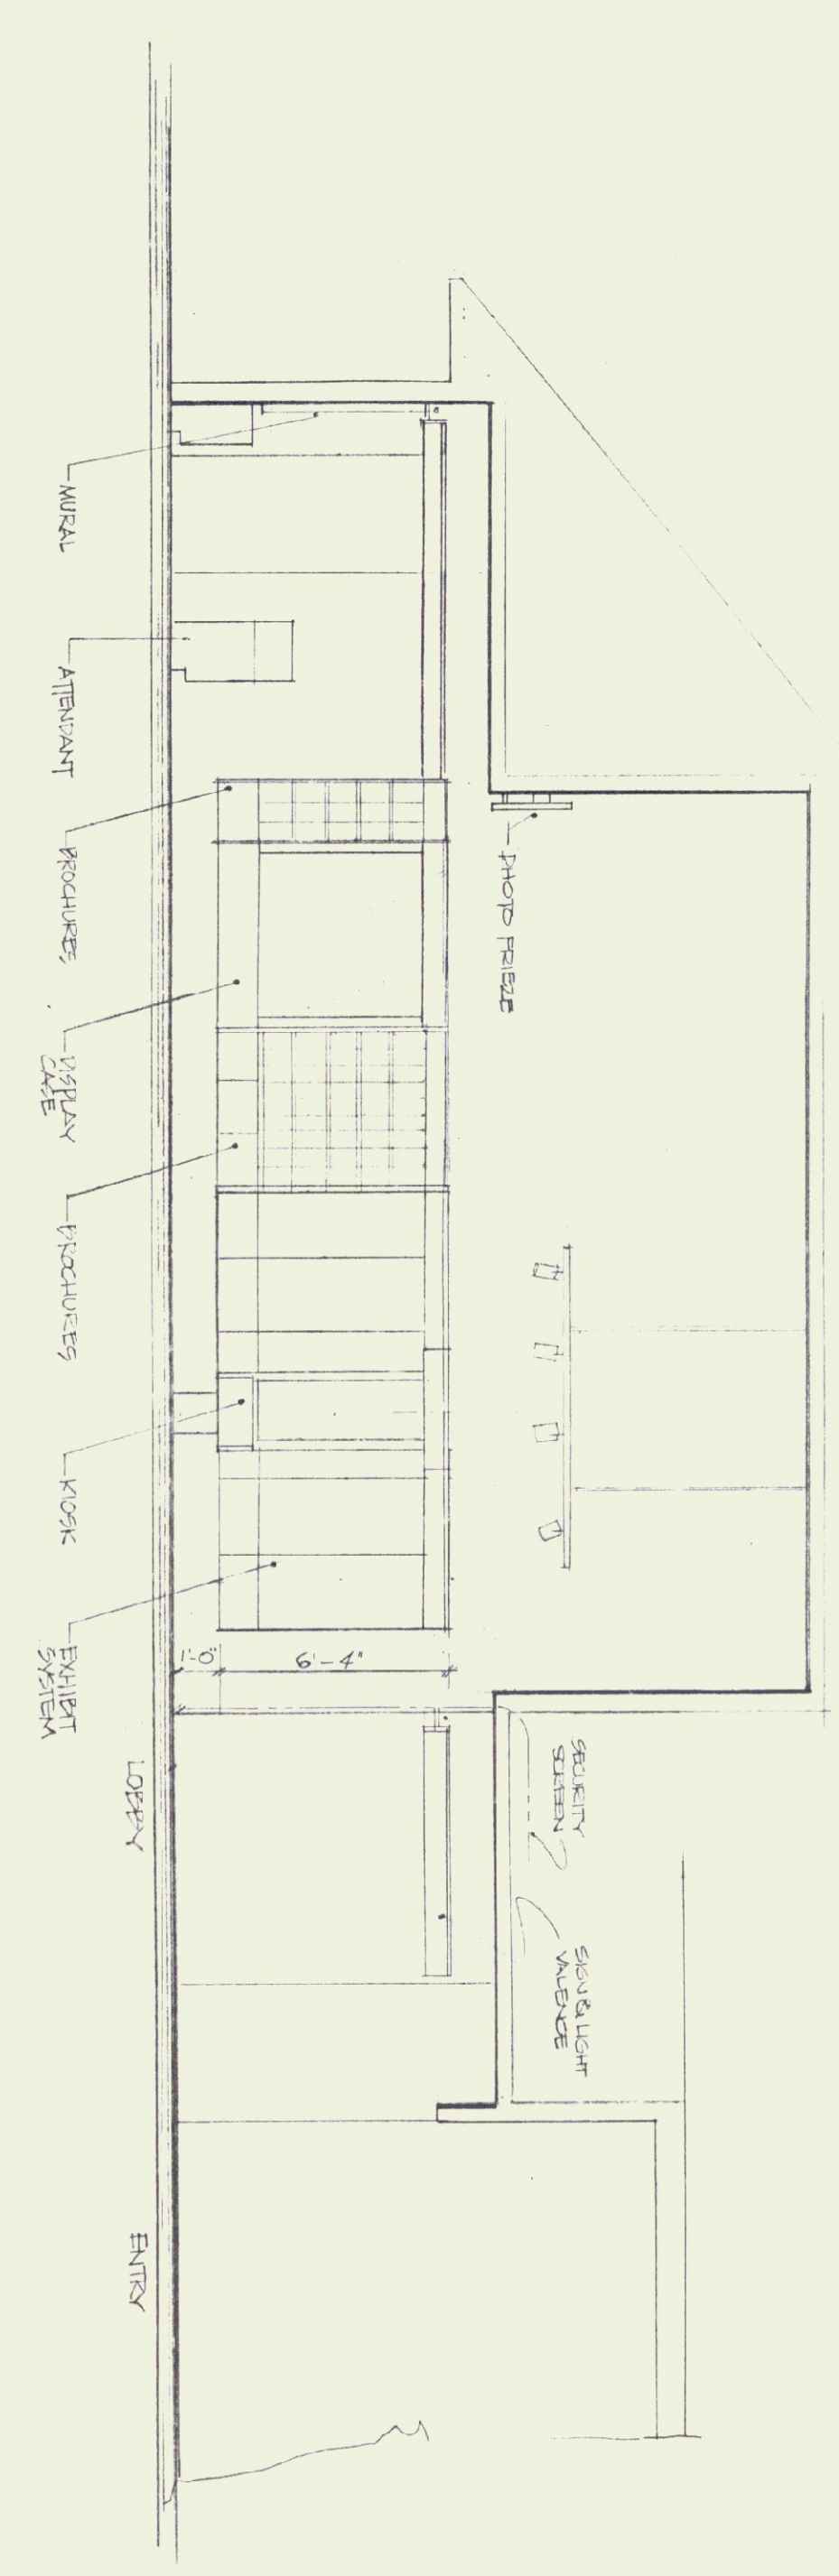 PHOTO FRIEZE
SECURITY
SCREEN
SIGN & LIGHT
VALENCE
6'-4"
1'-0"
MURAL
ATTENDANT
BROCHURES
DISPLAY
CASE
BROCHURES
KIOSK
EXHIBIT
SYSTEM
LOBBY
ENTRY